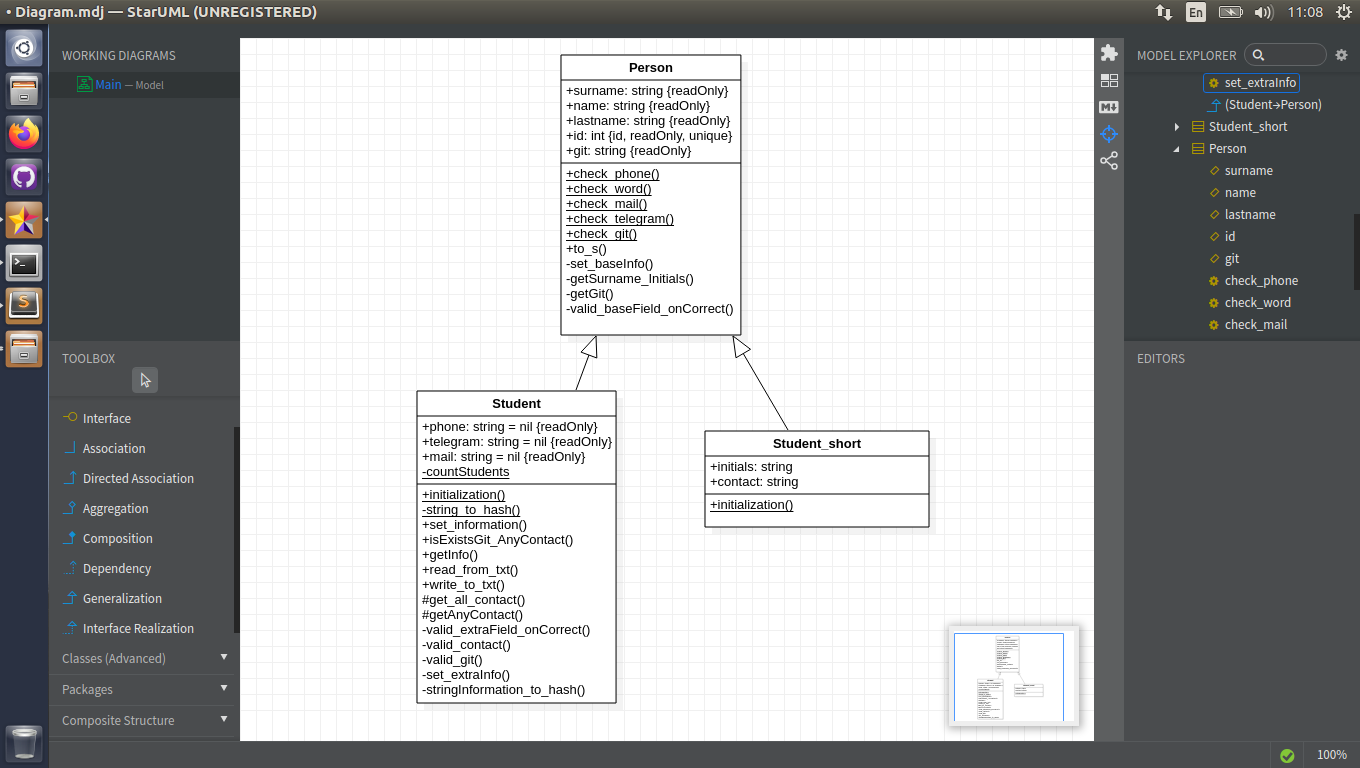 • Diagram.mdj — StarUML (UNREGISTERED)
En
11:08
WORKING DIAGRAMS
Main — Model
TOOLBOX
Interface
Association
Directed Association
Aggregation
Composition
Dependency
Generalization
Interface Realization
Classes (Advanced)
Packages
Composite Structure
Person
+surname: string {readOnly}
+name: string {readOnly}
+lastname: string {readOnly}
+id: int {id, readOnly, unique}
+git: string {readOnly}
+check_phone()
+check_word()
+check_mail()
+check_telegram()
+check_git()
+to_s()
-set_baseInfo()
-getSurname_Initials()
-getGit()
-valid_baseField_onCorrect()
Student
+phone: string = nil {readOnly}
+telegram: string = nil {readOnly}
+mail: string = nil {readOnly}
-countStudents
+initialization()
-string_to_hash()
+set_information()
+isExistsGit_AnyContact()
+getInfo()
+read_from_txt()
+write_to_txt()
#get_all_contact()
#getAnyContact()
-valid_extraField_onCorrect()
-valid_contact()
-valid_git()
-set_extraInfo()
-stringInformation_to_hash()
Student_short
+initials: string
+contact: string
+initialization()
M
MODEL EXPLORER
set_extraInfo
(Student→Person)
Student_short
Person
surname
name
lastname
id
git
check_phone
check_word
check_mail
EDITORS
100%